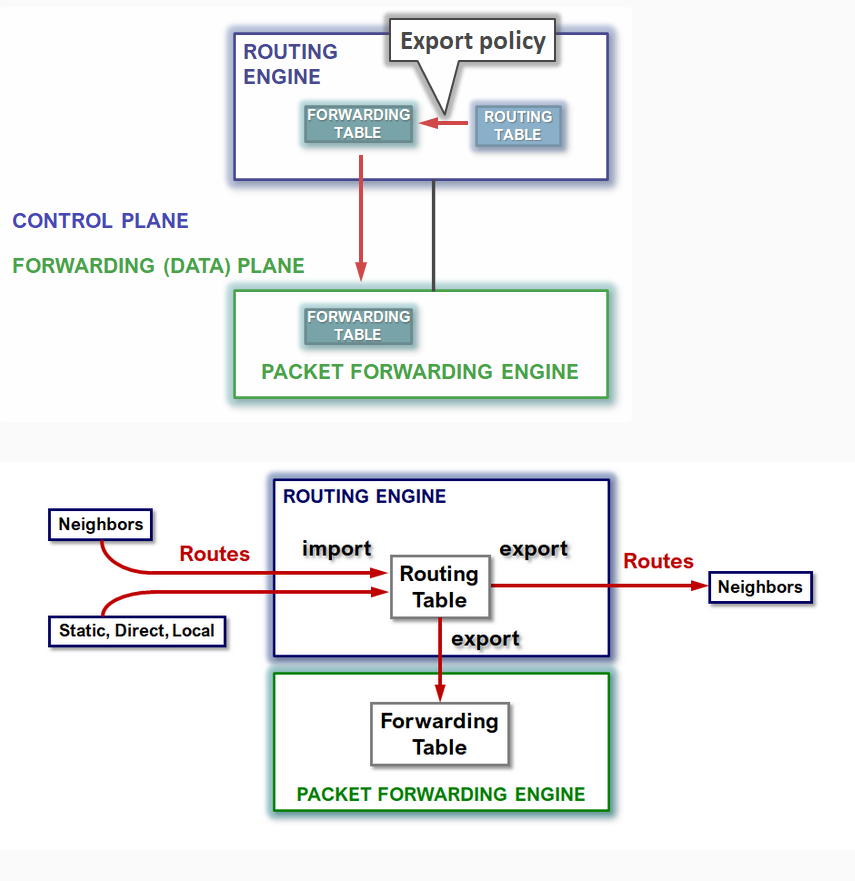 Export policy
ROUTING
ENGINE
FORWARDING
TABLE
ROUTING
TABLE
CONTROL PLANE
FORWARDING (DATA) PLANE
FORWARDING
TABLE
PACKET FORWARDING ENGINE
ROUTING ENGINE
Neighbors
Routes
import
export
Routes
Routing
Table
Neighbors
Static, Direct, Local
export
Forwarding
Table
PACKET FORWARDING ENGINE